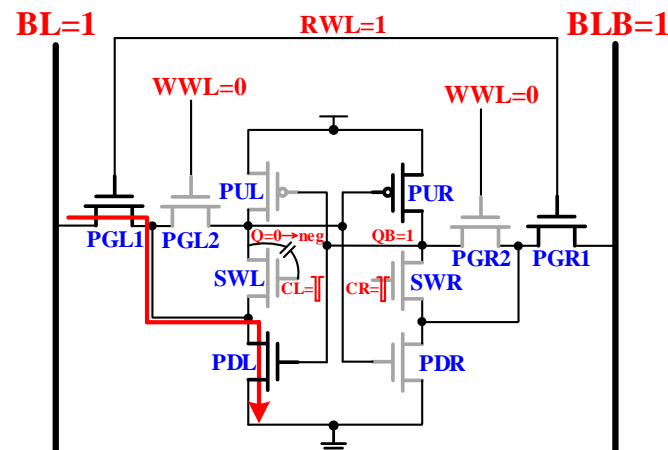 BL=1
RWL=1
BLB=1
WWL=0
WWL=0
PUL
PUR
PGL1
PGL2
Q=0→neg
QB=1
PGR2
PGR1
SWL
CL=
CR=
SWR
PDL
PDR